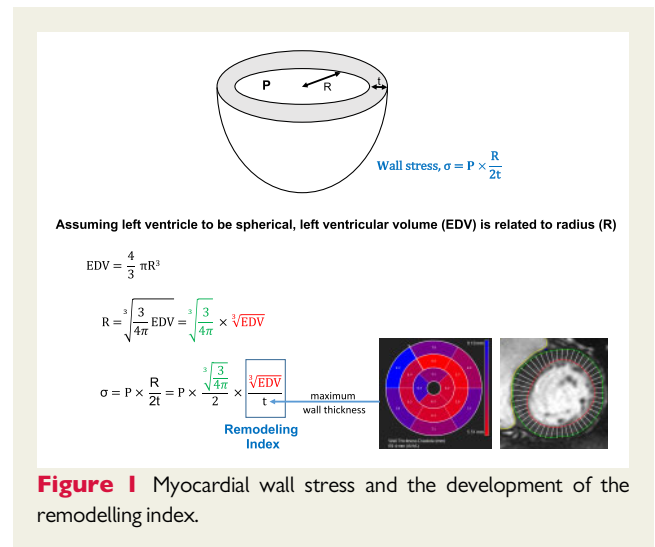 P
R
t
Wall stress, σ = P × R/2t
Assuming left ventricle to be spherical, left ventricular volume (EDV) is related to radius (R)
EDV = 4/3 πR³
R = ∛(3/4π EDV) = ∛(3/4π) × ∛EDV
σ = P × R/2t = P × ∛(3/4π)/2 × ∛EDV/t
maximum
wall thickness
Remodeling
Index
Figure 1 Myocardial wall stress and the development of the
remodelling index.